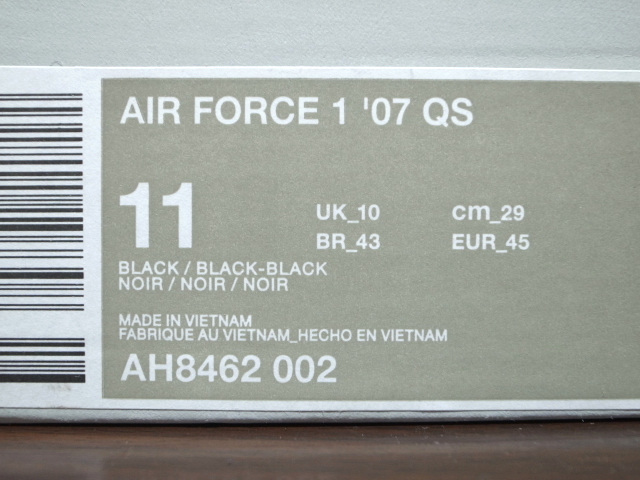 AIR FORCE 1 '07 QS
11
UK_10 cm_29
BR_43 EUR_45
BLACK / BLACK-BLACK
NOIR / NOIR / NOIR
MADE IN VIETNAM
FABRIQUE AU VIETNAM_HECHO EN VIETNAM
AH8462 002